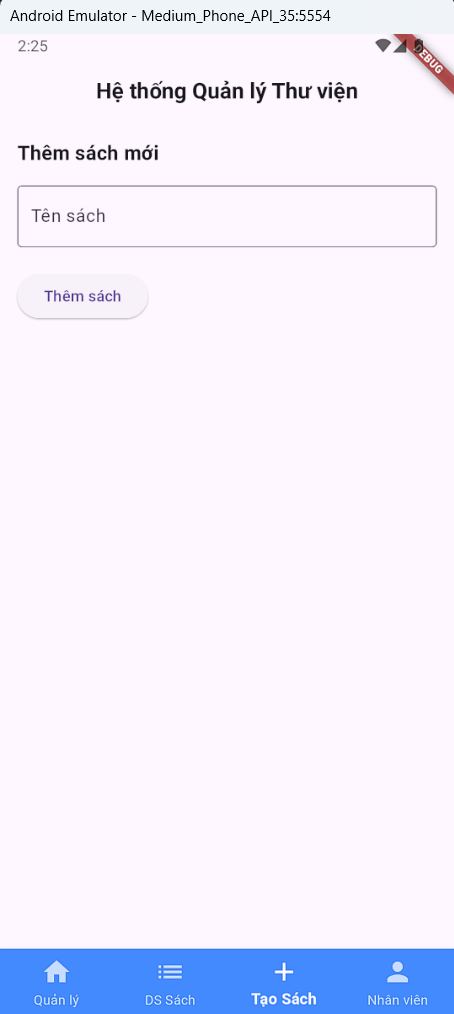 Android Emulator - Medium_Phone_API_35:5554
2:25
DEBUG
Hệ thống Quản lý Thư viện
Thêm sách mới
Tên sách
Thêm sách
Quản lý
DS Sách
Tạo Sách
Nhân viên